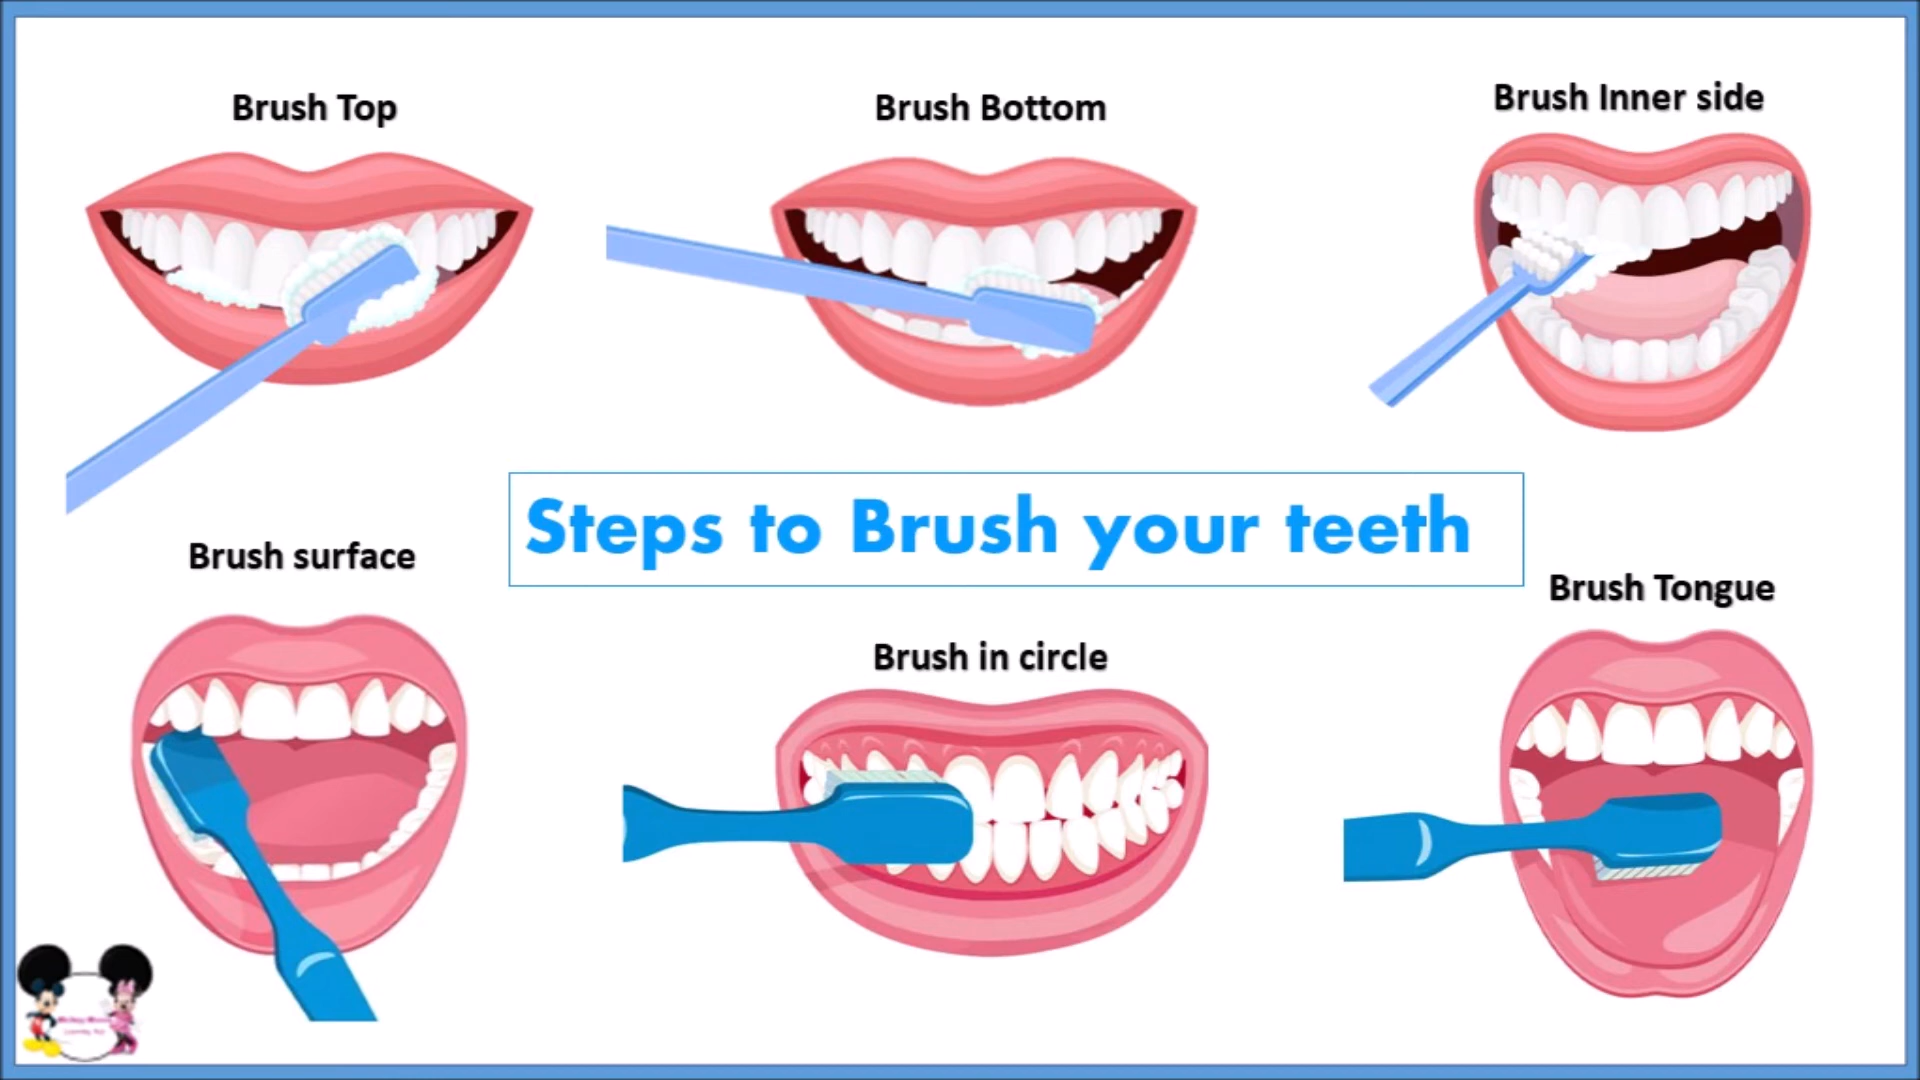 Brush Top
Brush Bottom
Brush Inner side
Steps to Brush your teeth
Brush surface
Brush in circle
Brush Tongue